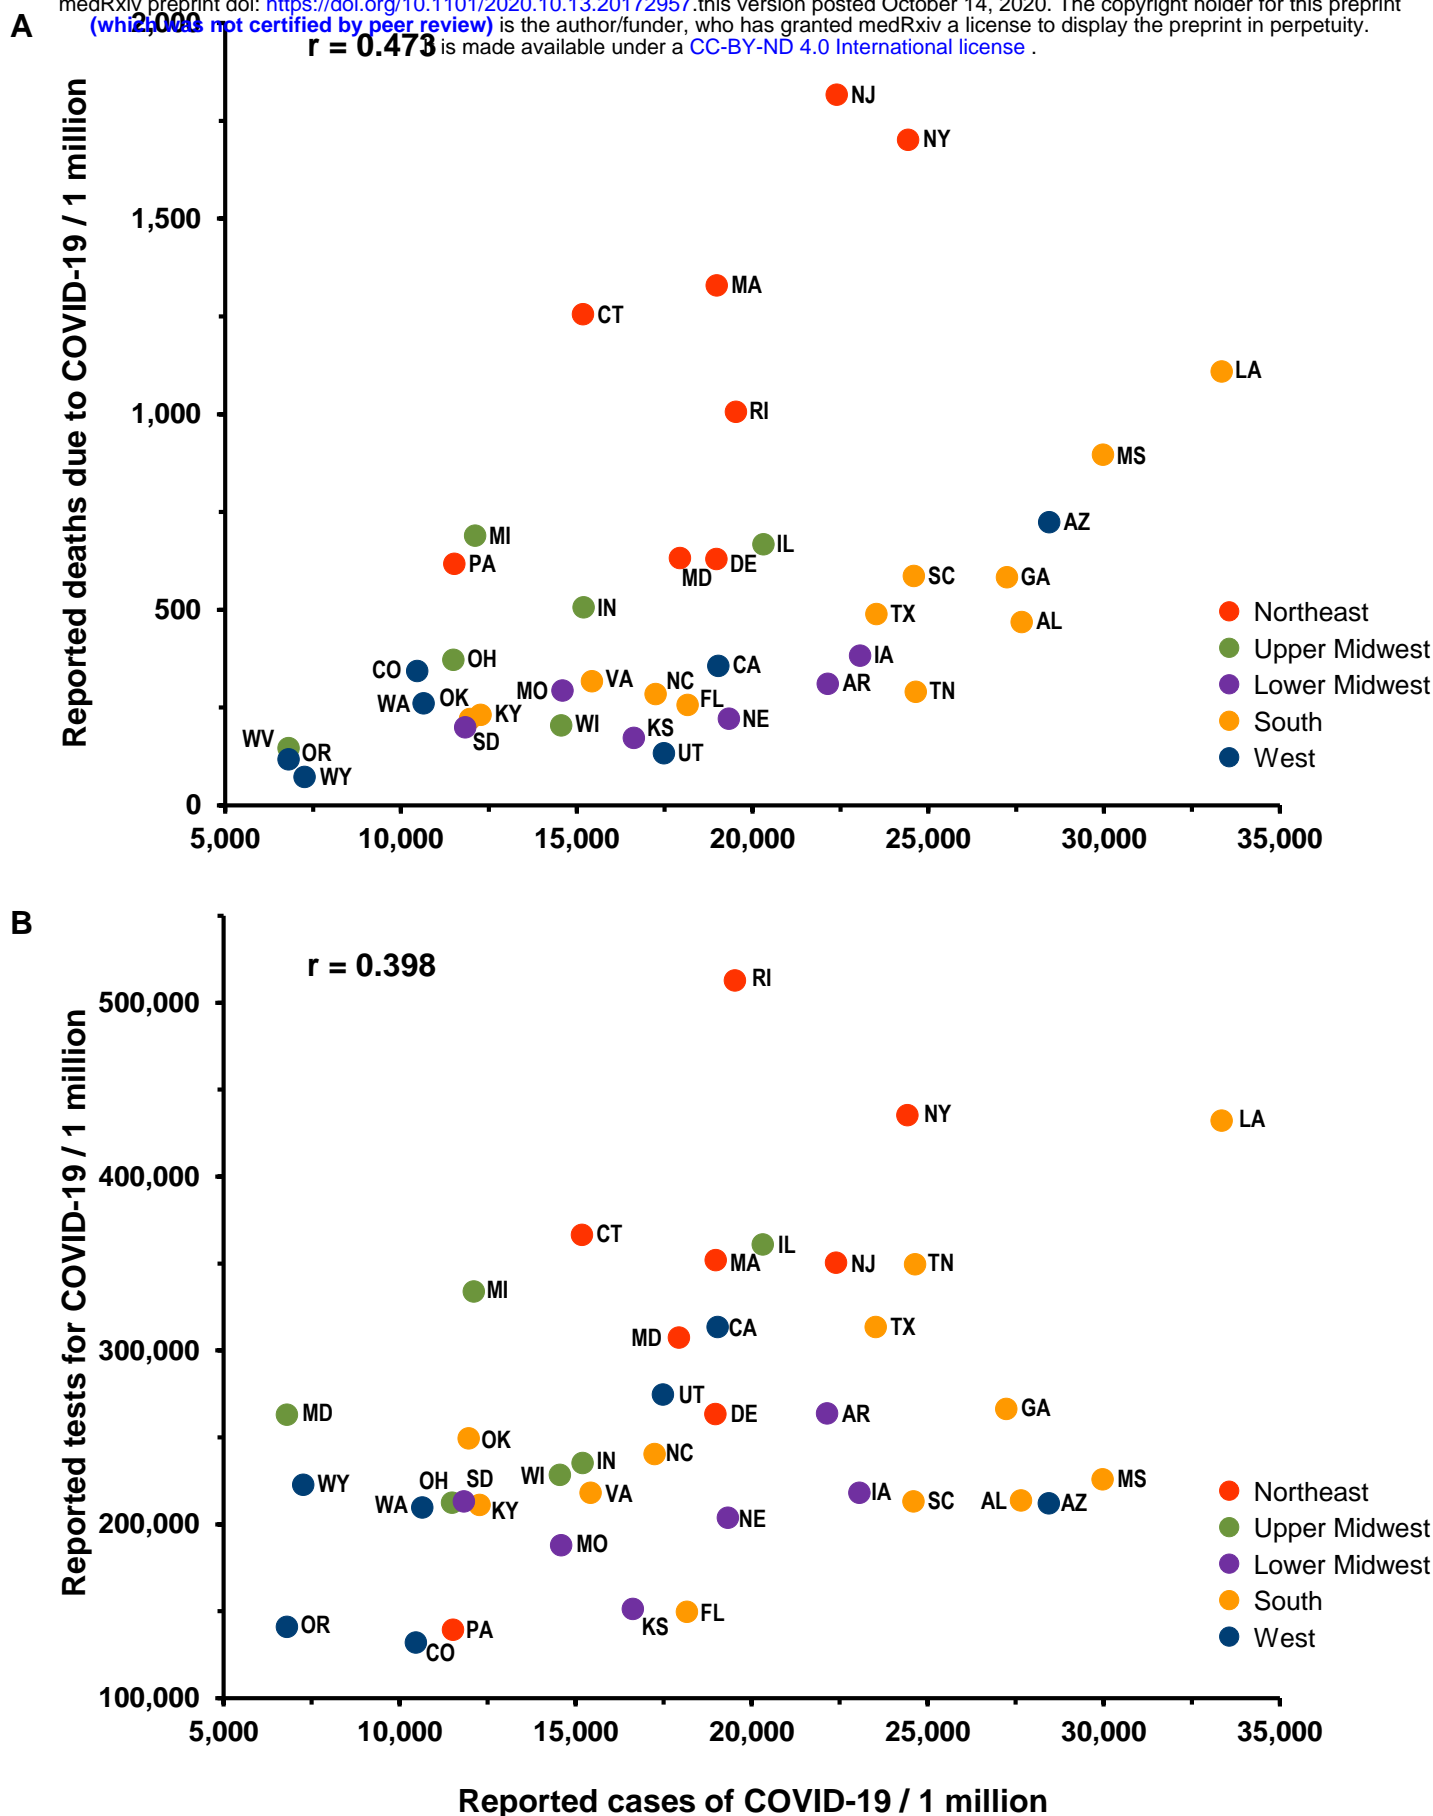 medRxiv preprint doi: https://doi.org/10.1101/2020.10.13.20172957.this version posted October 14, 2020. The copyright holder for this preprint
(which was not certified by peer review) is the author/funder, who has granted medRxiv a license to display the preprint in perpetuity.
It is made available under a CC-BY-ND 4.0 International license .
A
2,000
r = 0.473
NJ
NY
1,500
MA
CT
LA
1,000
RI
MS
AZ
MI
IL
PA
MD
DE
SC
GA
500
IN
TX
AL
Northeast
Upper Midwest
Lower Midwest
South
West
CO
OH
CA
IA
MO
VA
NC
AR
TN
WA
OK
KY
FL
SD
WI
KS
NE
UT
WV
OR
WY
0
5,000 10,000 15,000 20,000 25,000 30,000 35,000
Reported deaths due to COVID-19 / 1 million
B
r = 0.398
RI
500,000
NY
LA
400,000
CT
IL
MA
NJ
TN
MI
CA
TX
MD
300,000
UT
MD
DE
AR
GA
OK
NC
IN
WI
WY
MS
OH
SD
VA
IA
WA
KY
SC
AL
AZ
200,000
NE
MO
KS
FL
OR
PA
CO
Northeast
Upper Midwest
Lower Midwest
South
West
100,000
5,000 10,000 15,000 20,000 25,000 30,000 35,000
Reported tests for COVID-19 / 1 million
Reported cases of COVID-19 / 1 million